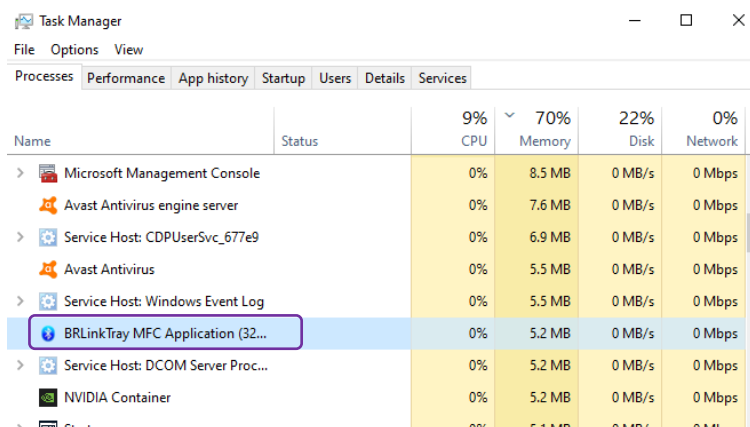 Task Manager
File Options View
Processes Performance App history Startup Users Details Services
9% 70% 22% 0%
Name Status CPU Memory Disk Network
Microsoft Management Console 0% 8.5 MB 0 MB/s 0 Mbps
Avast Antivirus engine server 0% 7.6 MB 0 MB/s 0 Mbps
Service Host: CDPUserSvc_677e9 0% 6.9 MB 0 MB/s 0 Mbps
Avast Antivirus 0% 5.5 MB 0 MB/s 0 Mbps
Service Host: Windows Event Log 0% 5.5 MB 0 MB/s 0 Mbps
BRLinkTray MFC Application (32... 0% 5.2 MB 0 MB/s 0 Mbps
Service Host: DCOM Server Proc... 0% 5.2 MB 0 MB/s 0 Mbps
NVIDIA Container 0% 5.2 MB 0 MB/s 0 Mbps